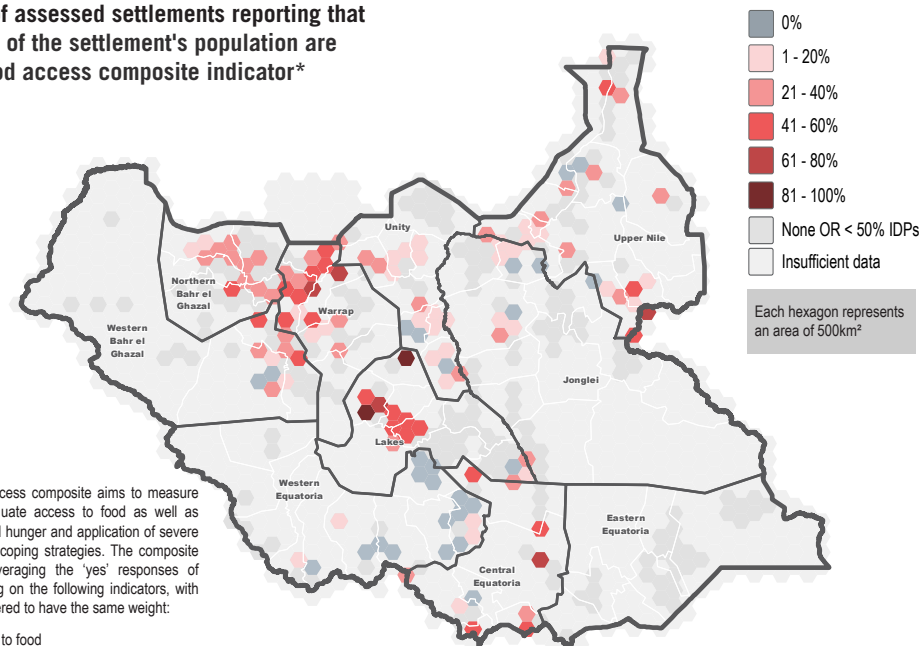 of assessed settlements reporting that
of the settlement's population are
od access composite indicator*
0%
1 - 20%
21 - 40%
41 - 60%
61 - 80%
81 - 100%
None OR < 50% IDPs
Insufficient data
Each hexagon represents
an area of 500km²
Unity
Upper Nile
Northern
Bahr el
Ghazal
Warrap
Western
Bahr el
Ghazal
Jonglei
Lakes
Western
Equatoria
Eastern
Equatoria
Central
Equatoria
ccess composite aims to measure
uate access to food as well as
d hunger and application of severe
coping strategies. The composite
veraging the 'yes' responses of
g on the following indicators, with
ered to have the same weight:
to food